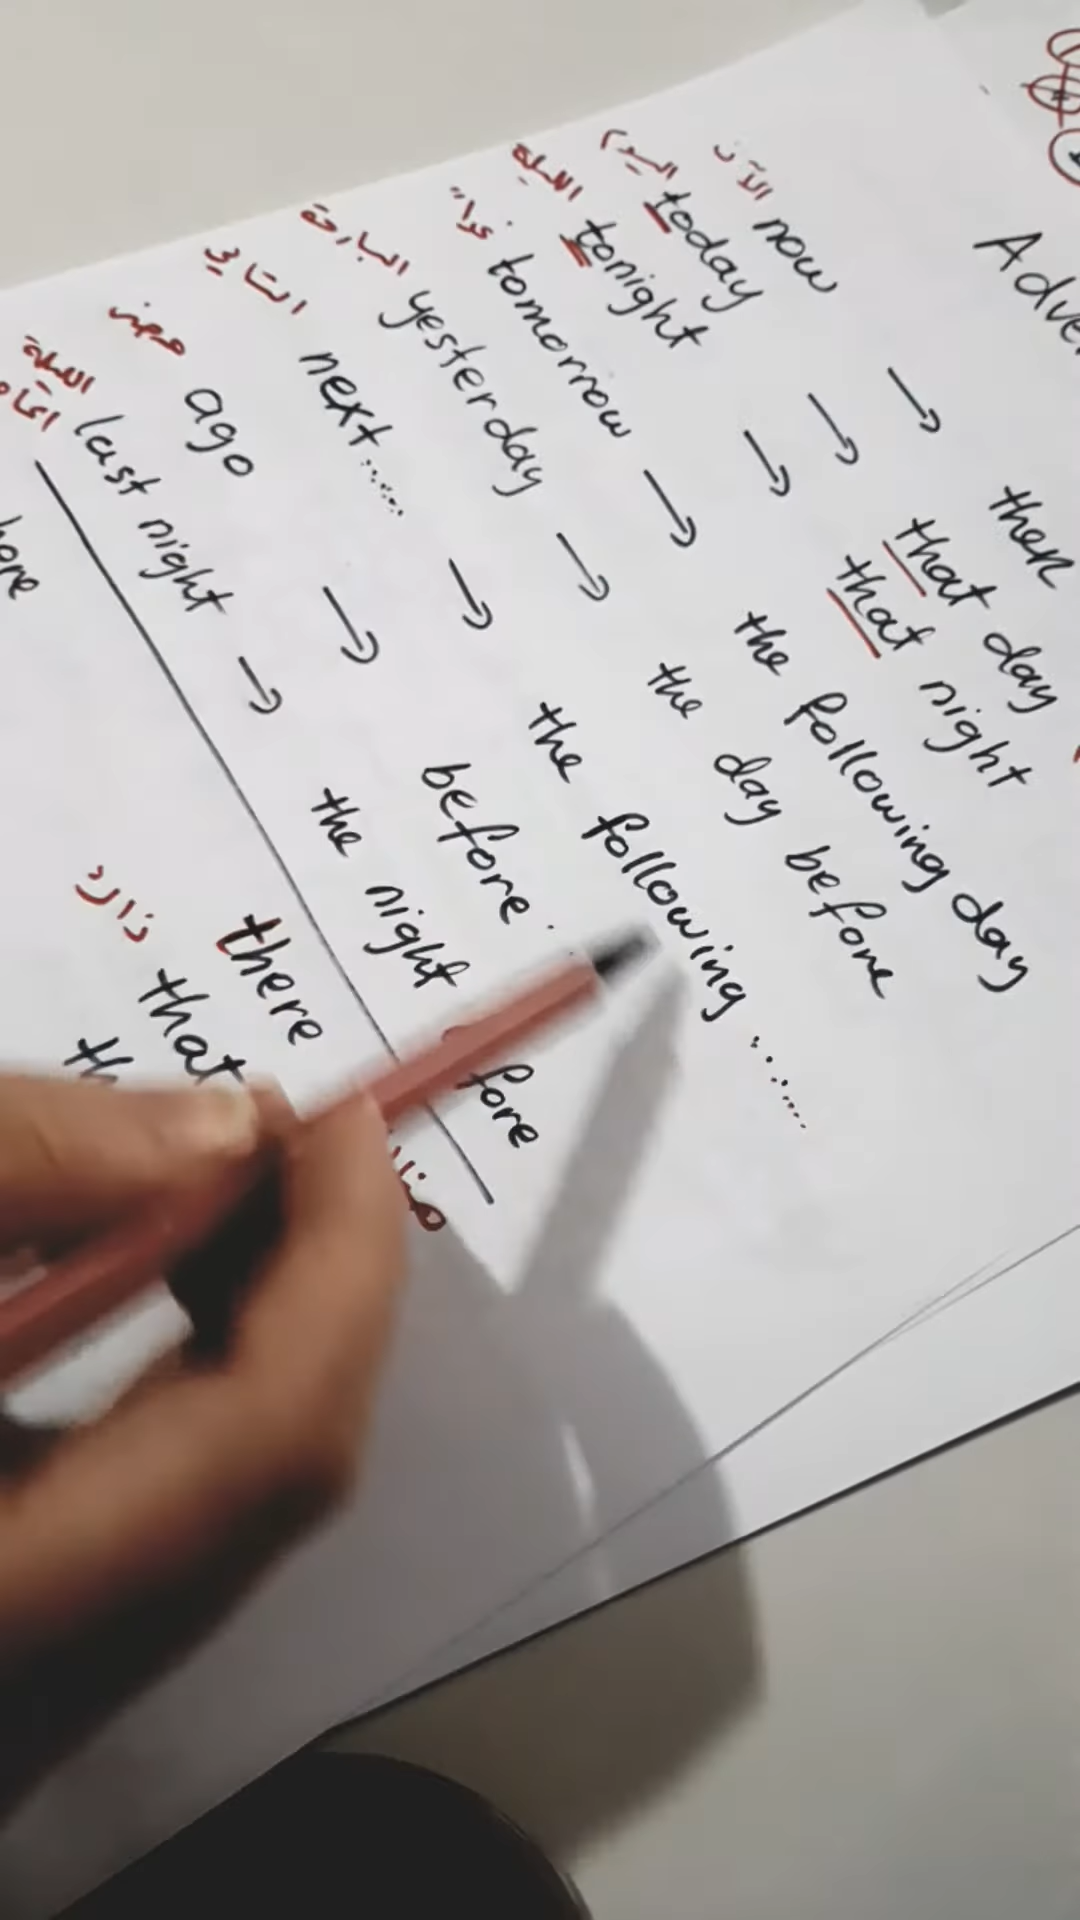 Adve
الآن now → then
اليوم today → that day
الليلة tonight → that night
غداً tomorrow → the following day
البارحة yesterday → the day before
التالي next...... → the following.......
مضى ago → before
الليلة last night → the night fore
there
ذاك that